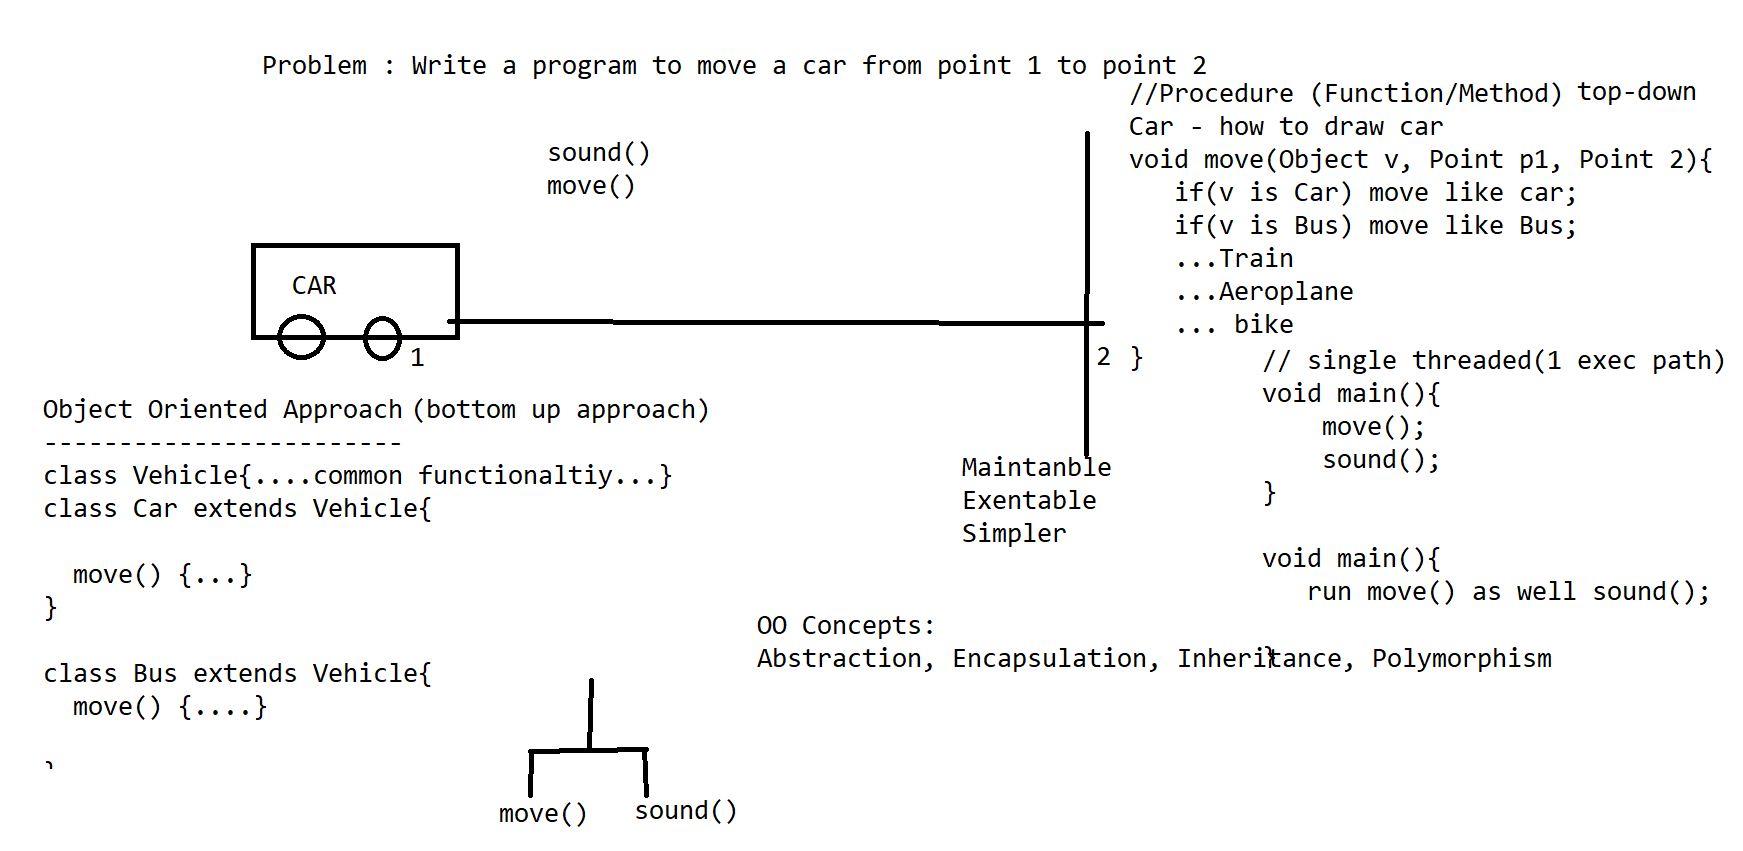 Problem : Write a program to move a car from point 1 to point 2
//Procedure (Function/Method) top-down
Car - how to draw car
void move(Object v, Point p1, Point 2){
if(v is Car) move like car;
if(v is Bus) move like Bus;
...Train
...Aeroplane
... bike
}
sound()
move()
CAR
1
2
// single threaded(1 exec path)
void main(){
move();
sound();
}
void main(){
run move() as well sound();
}
Object Oriented Approach (bottom up approach)
------------------------
class Vehicle{....common functionaltiy...}
class Car extends Vehicle{
move() {...}
}
class Bus extends Vehicle{
move() {....}
}
Maintanble
Exentable
Simpler
OO Concepts:
Abstraction, Encapsulation, Inheritance, Polymorphism
move()
sound()